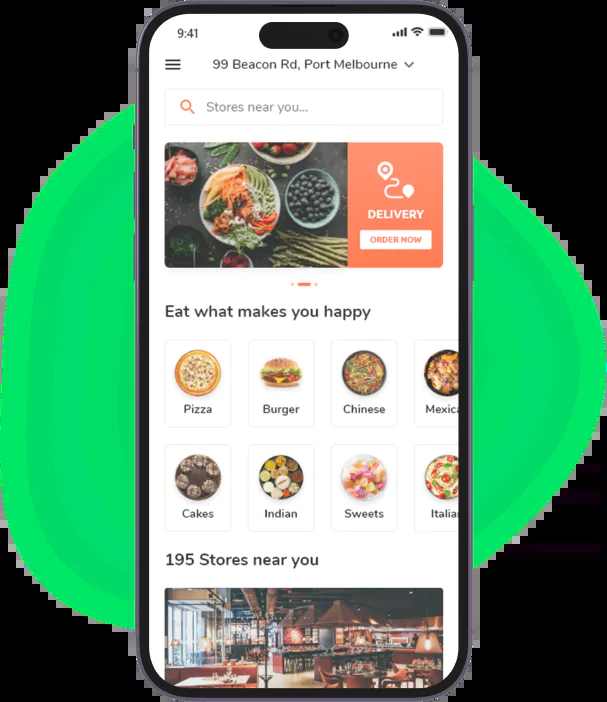 9:41
99 Beacon Rd, Port Melbourne
Stores near you...
DELIVERY
ORDER NOW
Eat what makes you happy
Pizza
Burger
Chinese
Mexica
Cakes
Indian
Sweets
Italian
195 Stores near you